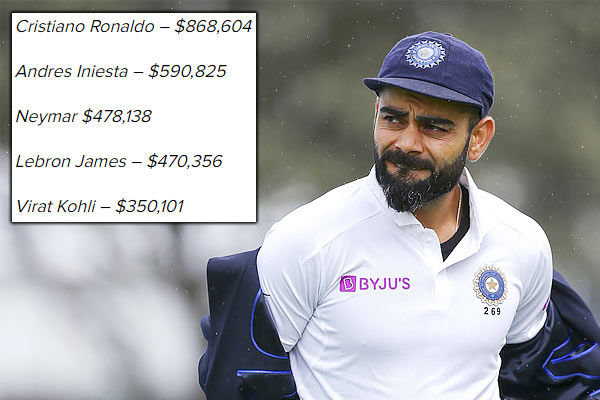 Cristiano Ronaldo – $868,604
Andres Iniesta – $590,825
Neymar $478,138
Lebron James – $470,356
Virat Kohli – $350,101
BYJU'S
269